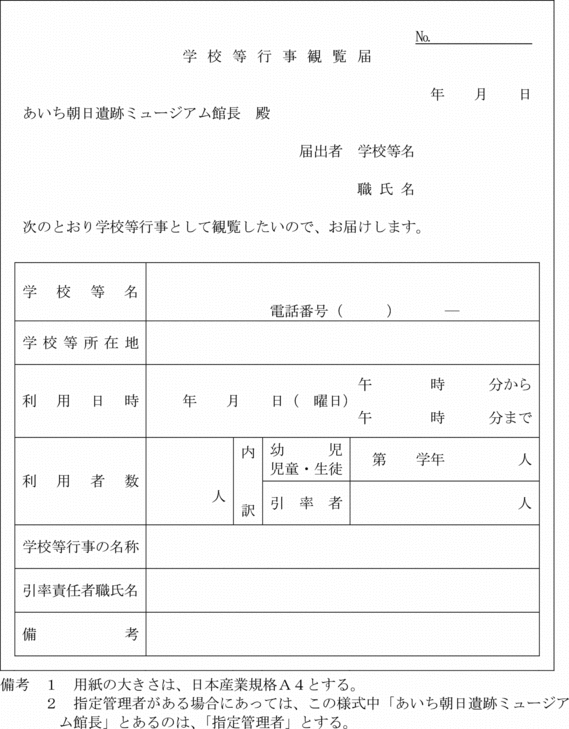 №
学校等行事観覧届
年　　月　　日
あいち朝日遺跡ミュージアム館長　殿
届出者　学校等名
職氏名
次のとおり学校等行事として観覧したいので、お届けします。
学校等名
電話番号（　　　）　　　―
学校等所在地
利用日時
年　　月　　日（　曜日）
午　　　　時　　　分から
午　　　　時　　　分まで
利用者数
人
内訳
幼児
児童・生徒
第　　学年　　　　　人
引率者
人
学校等行事の名称
引率責任者職氏名
備考
備考　１　用紙の大きさは、日本産業規格Ａ４とする。
２　指定管理者がある場合にあっては、この様式中「あいち朝日遺跡ミュージア
ム館長」とあるのは、「指定管理者」とする。